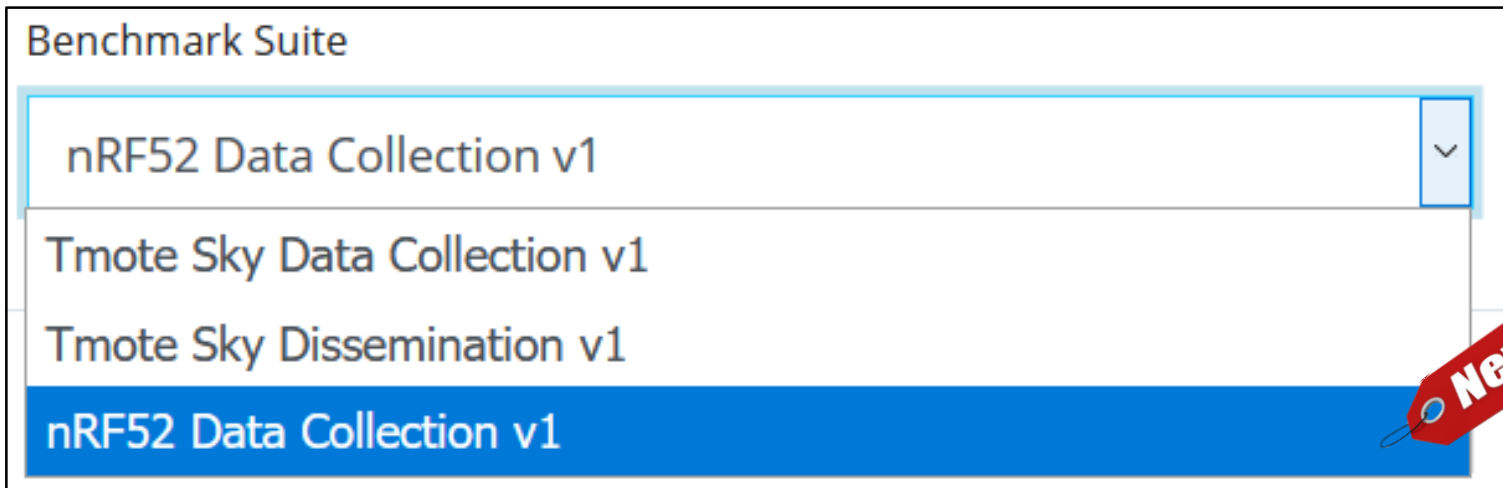 Benchmark Suite
nRF52 Data Collection v1
Tmote Sky Data Collection v1
Tmote Sky Dissemination v1
nRF52 Data Collection v1